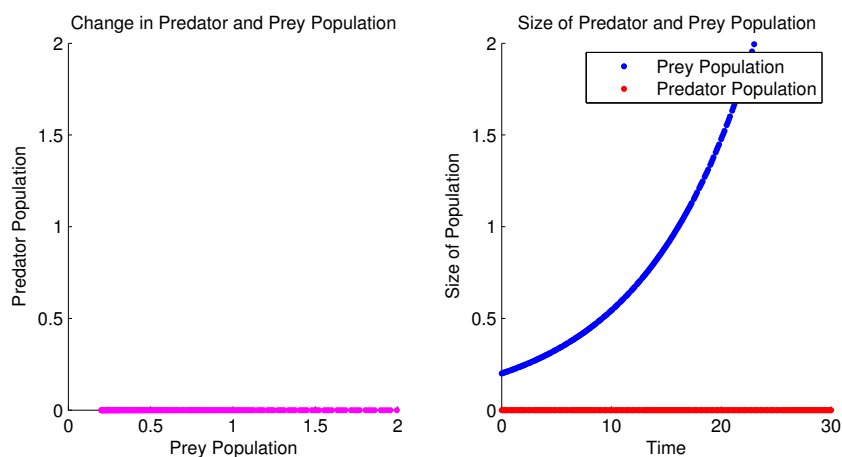 Change in Predator and Prey Population
2
1.5
1
0.5
0
Predator Population
0
0.5
1
1.5
2
Prey Population
Size of Predator and Prey Population
2
1.5
1
0.5
0
Size of Population
Prey Population
Predator Population
0
10
20
30
Time